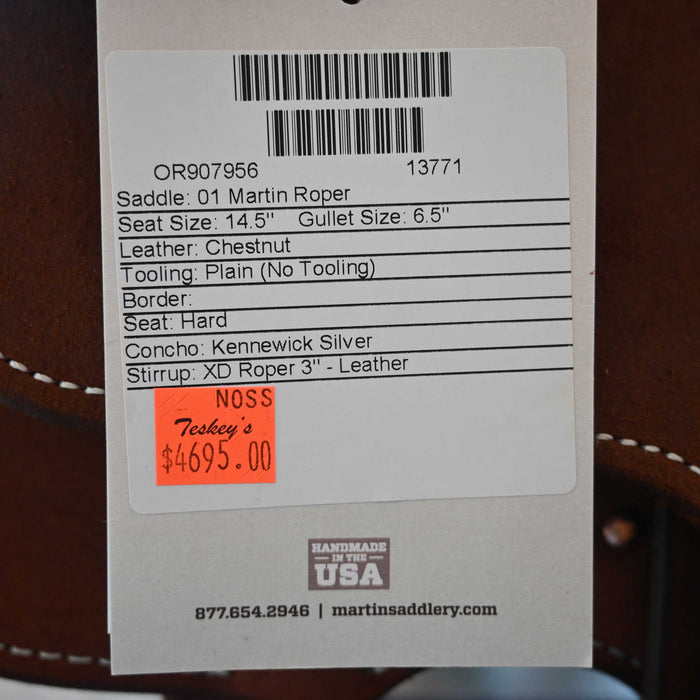 OR907956 13771
Saddle: 01 Martin Roper
Seat Size: 14.5" Gullet Size: 6.5"
Leather: Chestnut
Tooling: Plain (No Tooling)
Border:
Seat: Hard
Concho: Kennewick Silver
Stirrup: XD Roper 3" - Leather
NOSS
Teskey's
$4695.00
HANDMADE
IN THE
USA
877.654.2946 | martinsaddlery.com